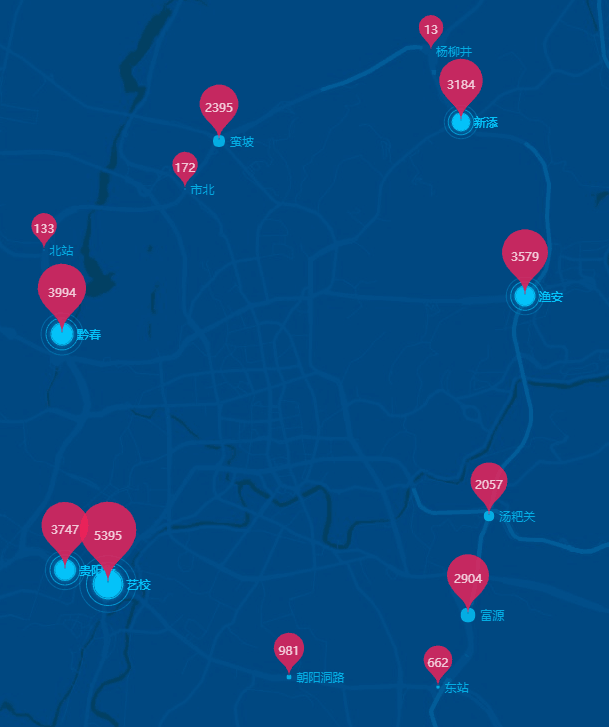 13
杨柳井
3184
新添
2395
蛮坡
172
市北
133
北站
3994
黔春
3579
渔安
2057
汤粑关
3747
贵阳
5395
艺校
2904
富源
981
朝阳洞路
662
东站